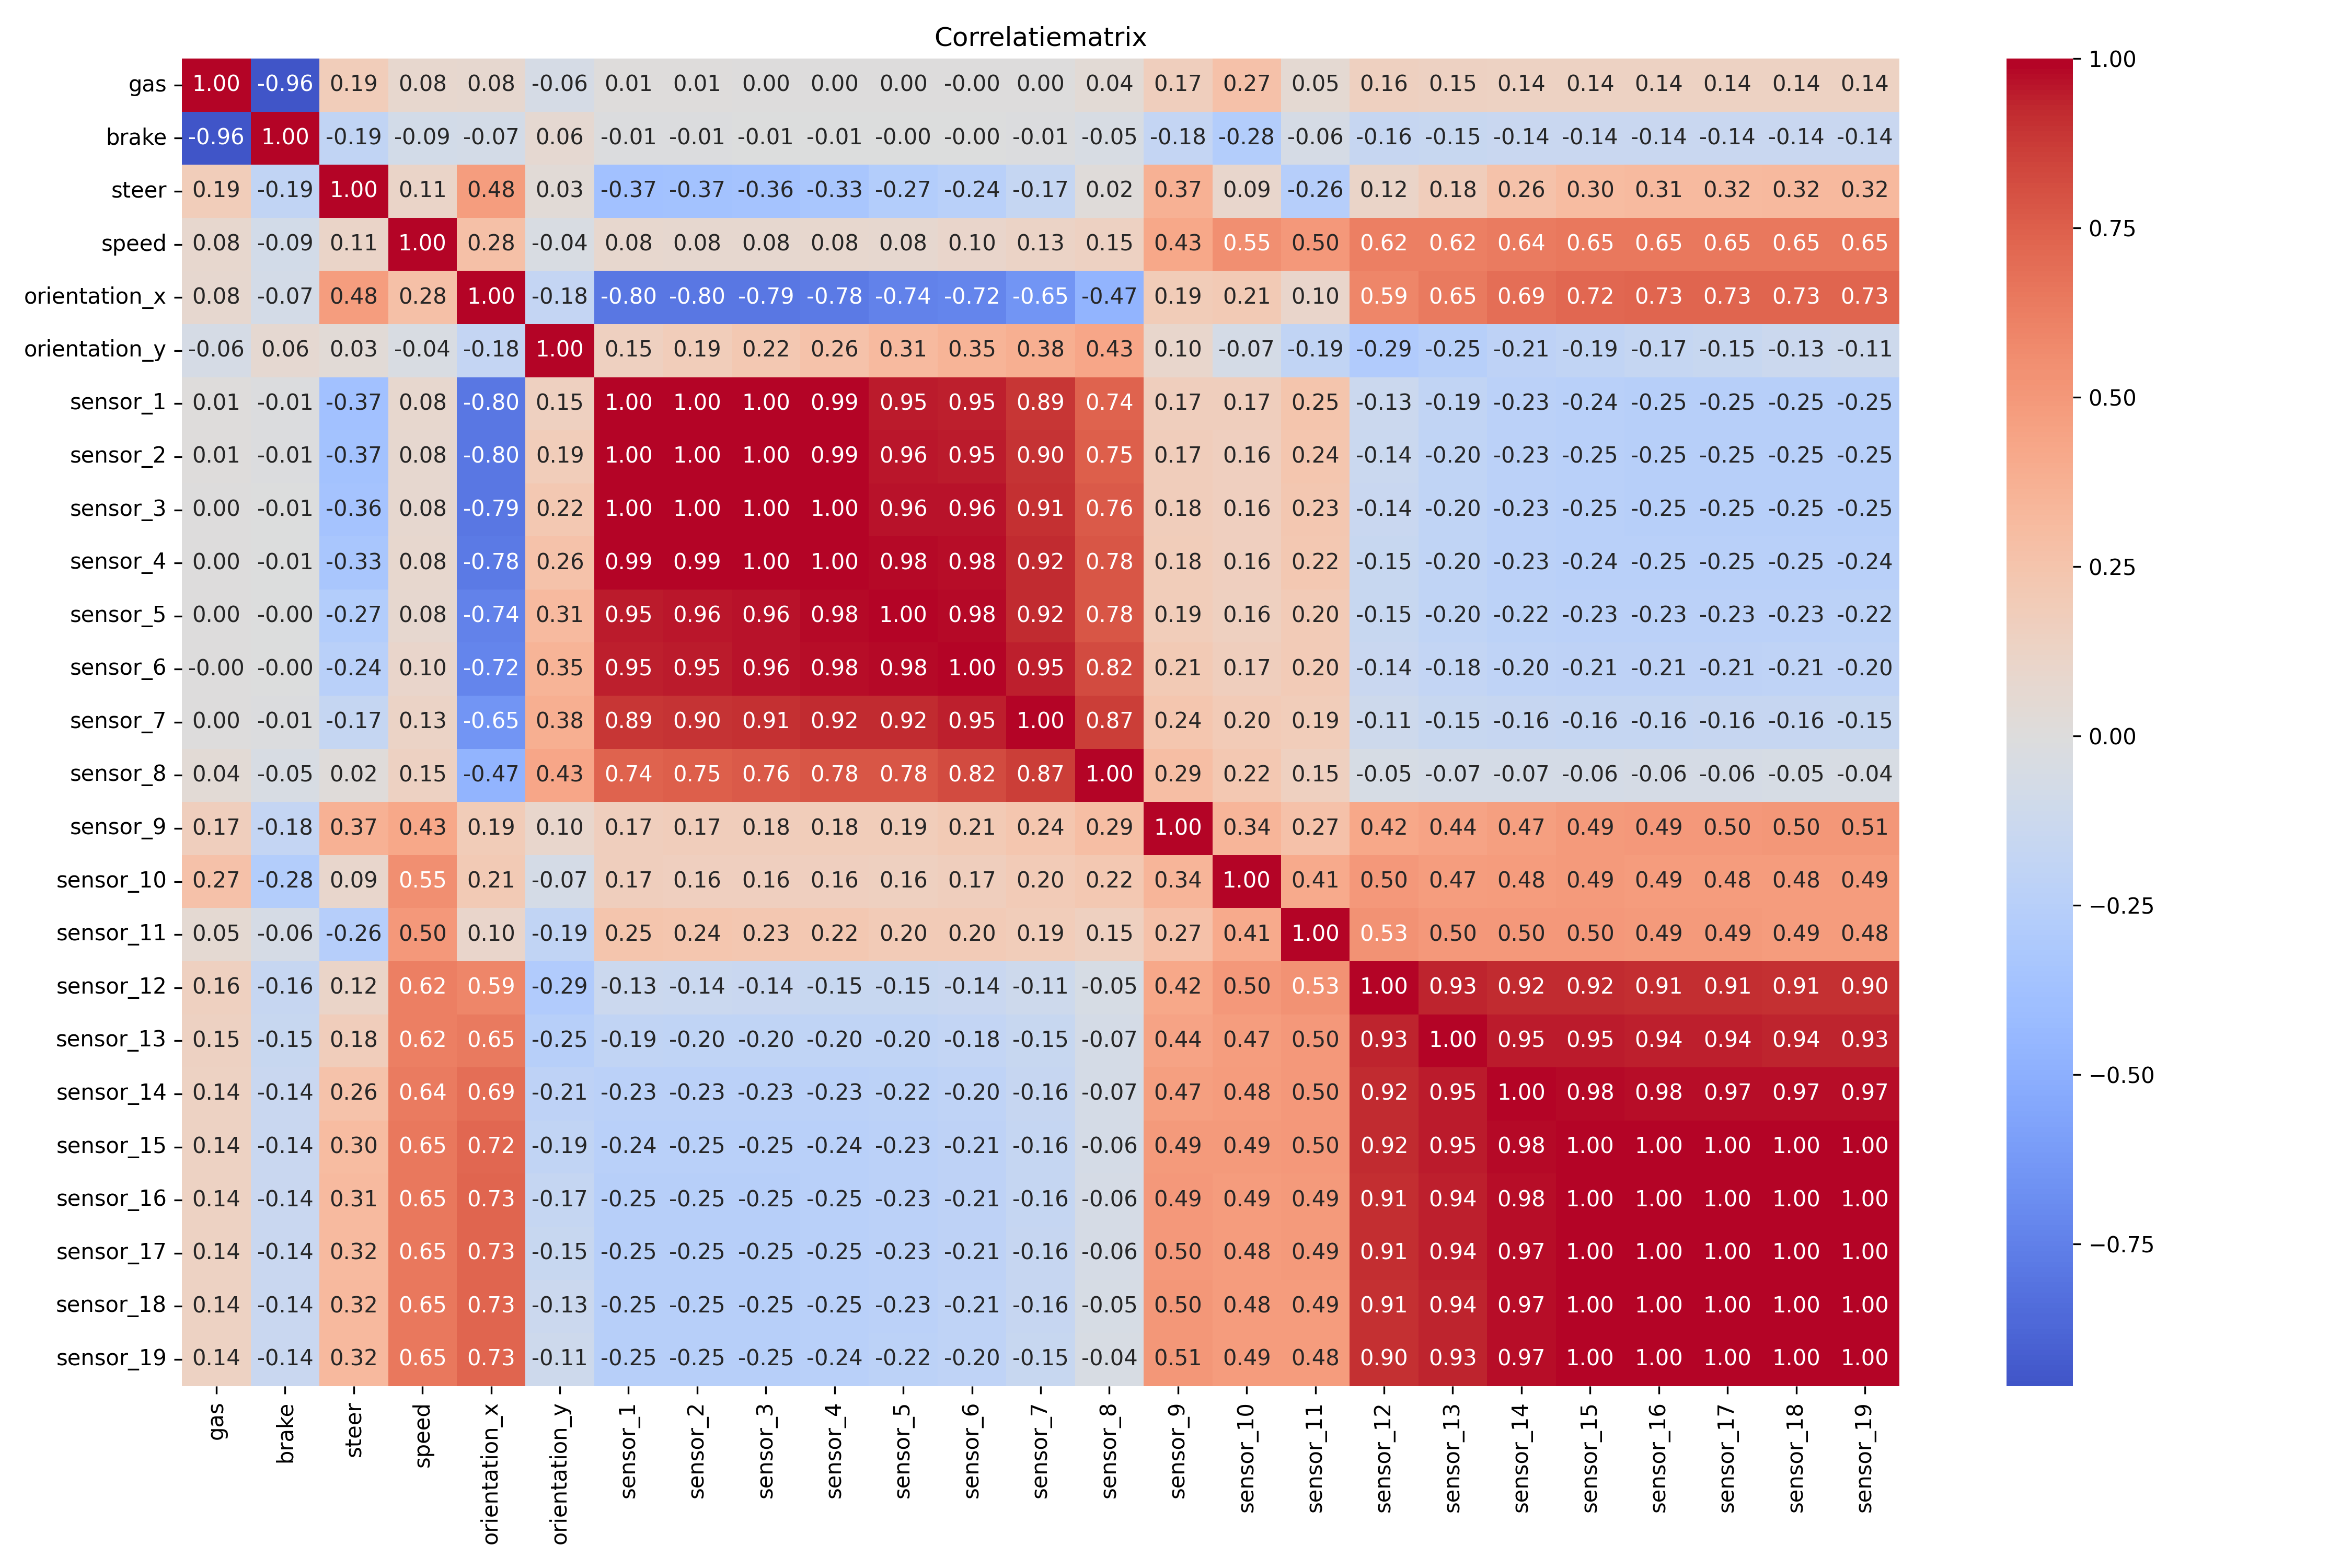 Correlatiematrix
gas 1.00 -0.96 0.19 0.08 0.08 -0.06 0.01 0.01 0.00 0.00 0.00 -0.00 0.00 0.04 0.17 0.27 0.05 0.16 0.15 0.14 0.14 0.14 0.14 0.14 0.14
brake -0.96 1.00 -0.19 -0.09 -0.07 0.06 -0.01 -0.01 -0.01 -0.01 -0.00 -0.00 -0.01 -0.05 -0.18 -0.28 -0.06 -0.16 -0.15 -0.14 -0.14 -0.14 -0.14 -0.14 -0.14
steer 0.19 -0.19 1.00 0.11 0.48 0.03 -0.37 -0.37 -0.36 -0.33 -0.27 -0.24 -0.17 0.02 0.37 0.09 -0.26 0.12 0.18 0.26 0.30 0.31 0.32 0.32 0.32
speed 0.08 -0.09 0.11 1.00 0.28 -0.04 0.08 0.08 0.08 0.08 0.08 0.10 0.13 0.15 0.43 0.55 0.50 0.62 0.62 0.64 0.65 0.65 0.65 0.65 0.65
orientation_x 0.08 -0.07 0.48 0.28 1.00 -0.18 -0.80 -0.80 -0.79 -0.78 -0.74 -0.72 -0.65 -0.47 0.19 0.21 0.10 0.59 0.65 0.69 0.72 0.73 0.73 0.73 0.73
orientation_y -0.06 0.06 0.03 -0.04 -0.18 1.00 0.15 0.19 0.22 0.26 0.31 0.35 0.38 0.43 0.10 -0.07 -0.19 -0.29 -0.25 -0.21 -0.19 -0.17 -0.15 -0.13 -0.11
sensor_1 0.01 -0.01 -0.37 0.08 -0.80 0.15 1.00 1.00 1.00 0.99 0.95 0.95 0.89 0.74 0.17 0.17 0.25 -0.13 -0.19 -0.23 -0.24 -0.25 -0.25 -0.25 -0.25
sensor_2 0.01 -0.01 -0.37 0.08 -0.80 0.19 1.00 1.00 1.00 0.99 0.96 0.95 0.90 0.75 0.17 0.16 0.24 -0.14 -0.20 -0.23 -0.25 -0.25 -0.25 -0.25 -0.25
sensor_3 0.00 -0.01 -0.36 0.08 -0.79 0.22 1.00 1.00 1.00 1.00 0.96 0.96 0.91 0.76 0.18 0.16 0.23 -0.14 -0.20 -0.23 -0.25 -0.25 -0.25 -0.25 -0.25
sensor_4 0.00 -0.01 -0.33 0.08 -0.78 0.26 0.99 0.99 1.00 1.00 0.98 0.98 0.92 0.78 0.18 0.16 0.22 -0.15 -0.20 -0.23 -0.24 -0.25 -0.25 -0.25 -0.24
sensor_5 0.00 -0.00 -0.27 0.08 -0.74 0.31 0.95 0.96 0.96 0.98 1.00 0.98 0.92 0.78 0.19 0.16 0.20 -0.15 -0.20 -0.22 -0.23 -0.23 -0.23 -0.23 -0.22
sensor_6 -0.00 -0.00 -0.24 0.10 -0.72 0.35 0.95 0.95 0.96 0.98 0.98 1.00 0.95 0.82 0.21 0.17 0.20 -0.14 -0.18 -0.20 -0.21 -0.21 -0.21 -0.21 -0.20
sensor_7 0.00 -0.01 -0.17 0.13 -0.65 0.38 0.89 0.90 0.91 0.92 0.92 0.95 1.00 0.87 0.24 0.20 0.19 -0.11 -0.15 -0.16 -0.16 -0.16 -0.16 -0.16 -0.15
sensor_8 0.04 -0.05 0.02 0.15 -0.47 0.43 0.74 0.75 0.76 0.78 0.78 0.82 0.87 1.00 0.29 0.22 0.15 -0.05 -0.07 -0.07 -0.06 -0.06 -0.06 -0.05 -0.04
sensor_9 0.17 -0.18 0.37 0.43 0.19 0.10 0.17 0.17 0.18 0.18 0.19 0.21 0.24 0.29 1.00 0.34 0.27 0.42 0.44 0.47 0.49 0.49 0.50 0.50 0.51
sensor_10 0.27 -0.28 0.09 0.55 0.21 -0.07 0.17 0.16 0.16 0.16 0.16 0.17 0.20 0.22 0.34 1.00 0.41 0.50 0.47 0.48 0.49 0.49 0.48 0.48 0.49
sensor_11 0.05 -0.06 -0.26 0.50 0.10 -0.19 0.25 0.24 0.23 0.22 0.20 0.20 0.19 0.15 0.27 0.41 1.00 0.53 0.50 0.50 0.50 0.49 0.49 0.49 0.48
sensor_12 0.16 -0.16 0.12 0.62 0.59 -0.29 -0.13 -0.14 -0.14 -0.15 -0.15 -0.14 -0.11 -0.05 0.42 0.50 0.53 1.00 0.93 0.92 0.92 0.91 0.91 0.91 0.90
sensor_13 0.15 -0.15 0.18 0.62 0.65 -0.25 -0.19 -0.20 -0.20 -0.20 -0.20 -0.18 -0.15 -0.07 0.44 0.47 0.50 0.93 1.00 0.95 0.95 0.94 0.94 0.94 0.93
sensor_14 0.14 -0.14 0.26 0.64 0.69 -0.21 -0.23 -0.23 -0.23 -0.23 -0.22 -0.20 -0.16 -0.07 0.47 0.48 0.50 0.92 0.95 1.00 0.98 0.98 0.97 0.97 0.97
sensor_15 0.14 -0.14 0.30 0.65 0.72 -0.19 -0.24 -0.25 -0.25 -0.24 -0.23 -0.21 -0.16 -0.06 0.49 0.49 0.50 0.92 0.95 0.98 1.00 1.00 1.00 1.00 1.00
sensor_16 0.14 -0.14 0.31 0.65 0.73 -0.17 -0.25 -0.25 -0.25 -0.25 -0.23 -0.21 -0.16 -0.06 0.49 0.49 0.49 0.91 0.94 0.98 1.00 1.00 1.00 1.00 1.00
sensor_17 0.14 -0.14 0.32 0.65 0.73 -0.15 -0.25 -0.25 -0.25 -0.25 -0.23 -0.21 -0.16 -0.06 0.50 0.48 0.49 0.91 0.94 0.97 1.00 1.00 1.00 1.00 1.00
sensor_18 0.14 -0.14 0.32 0.65 0.73 -0.13 -0.25 -0.25 -0.25 -0.25 -0.23 -0.21 -0.16 -0.05 0.50 0.48 0.49 0.91 0.94 0.97 1.00 1.00 1.00 1.00 1.00
sensor_19 0.14 -0.14 0.32 0.65 0.73 -0.11 -0.25 -0.25 -0.25 -0.24 -0.22 -0.20 -0.15 -0.04 0.51 0.49 0.48 0.90 0.93 0.97 1.00 1.00 1.00 1.00 1.00
gas brake steer speed orientation_x orientation_y sensor_1 sensor_2 sensor_3 sensor_4 sensor_5 sensor_6 sensor_7 sensor_8 sensor_9 sensor_10 sensor_11 sensor_12 sensor_13 sensor_14 sensor_15 sensor_16 sensor_17 sensor_18 sensor_19
1.00
0.75
0.50
0.25
0.00
−0.25
−0.50
−0.75